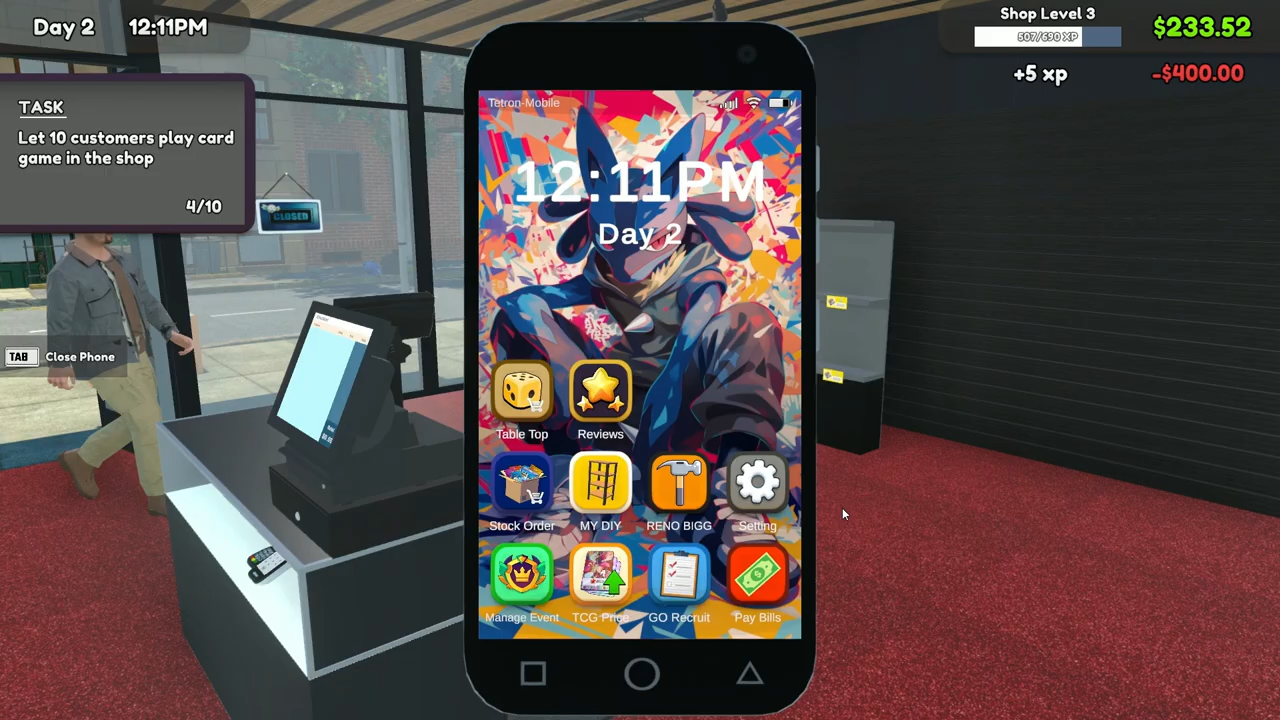 Day 2
12:11PM
Shop Level 3
507/690 XP
$233.52
+5 xp
-$400.00
TASK
Let 10 customers play card
game in the shop
4/10
CLOSED
TAB
Close Phone
Tetron-Mobile
12:11PM
Day 2
Table Top
Reviews
Stock Order
MY DIY
RENO BIGG
Setting
Manage Event
TCG Price
GO Recruit
Pay Bills